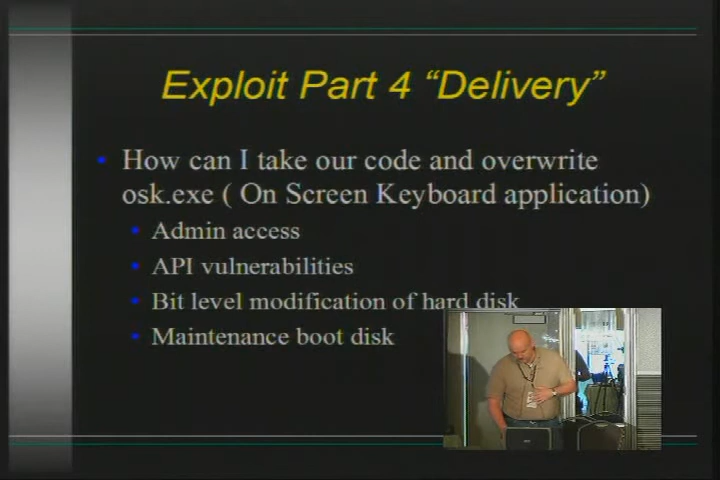 Exploit Part 4 “Delivery”
• How can I take our code and overwrite
osk.exe ( On Screen Keyboard application)
• Admin access
• API vulnerabilities
• Bit level modification of hard disk
• Maintenance boot disk